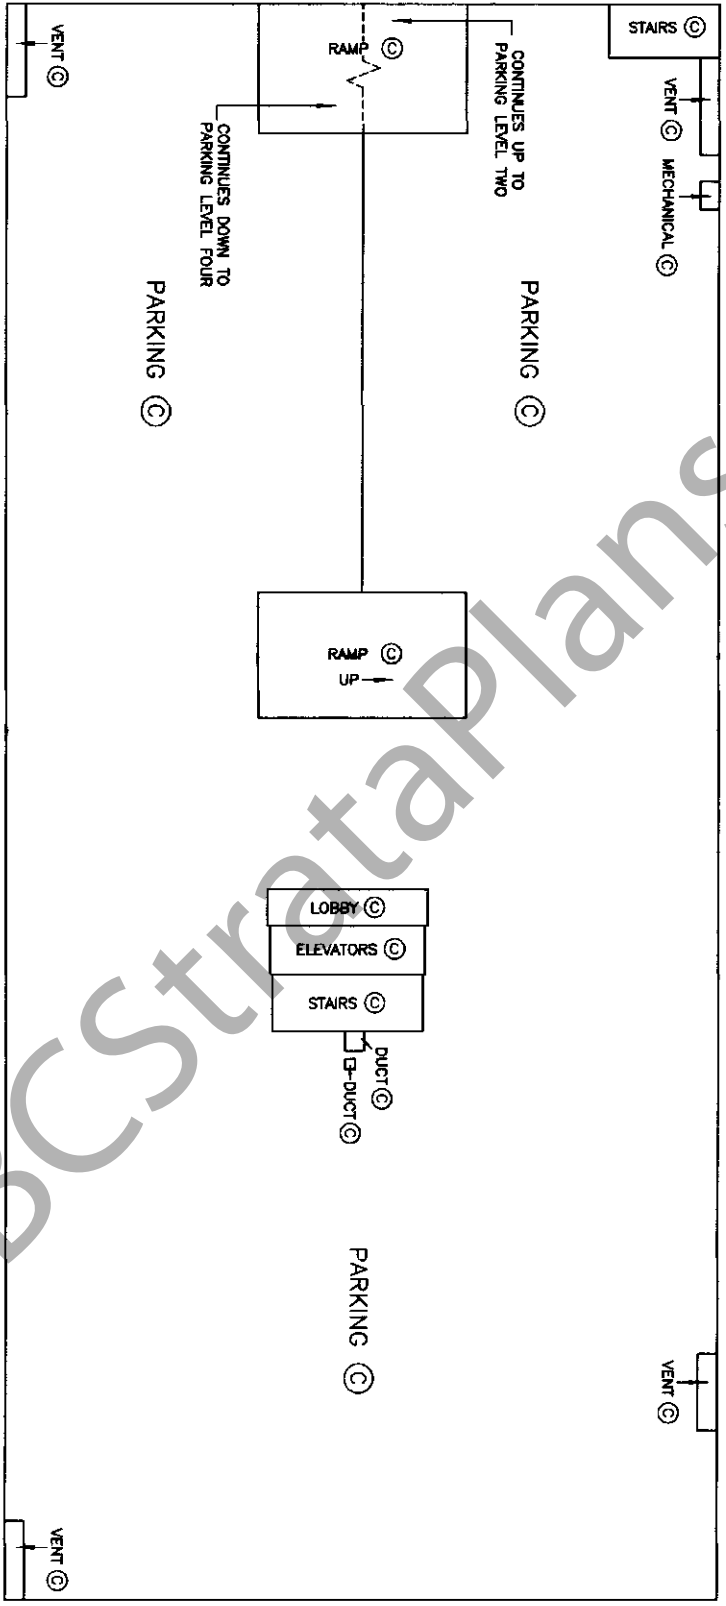 STAIRS Ⓒ
VENT Ⓒ
RAMP Ⓒ
CONTINUES UP TO
PARKING LEVEL TWO
VENT Ⓒ
MECHANICAL Ⓒ
CONTINUES DOWN TO
PARKING LEVEL FOUR
PARKING Ⓒ
PARKING Ⓒ
RAMP Ⓒ
UP
LOBBY Ⓒ
ELEVATORS Ⓒ
STAIRS Ⓒ
DUCT Ⓒ
DUCT Ⓒ
PARKING Ⓒ
VENT Ⓒ
VENT Ⓒ
BCStrataPlans